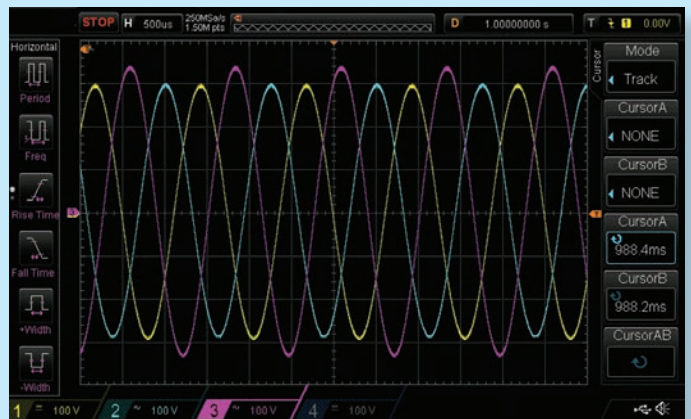 STOP H 500us 250MSa/s 1.50M pts D 1.00000000 s T 1 0.00V
Horizontal
Period
Freq
Rise Time
Fall Time
+Width
-Width
Cursor
Mode
Track
CursorA
NONE
CursorB
NONE
CursorA
988.4ms
CursorB
988.2ms
CursorAB
1 = 100 V 2 ~ 100 V 3 ~ 100 V 4 = 100 V